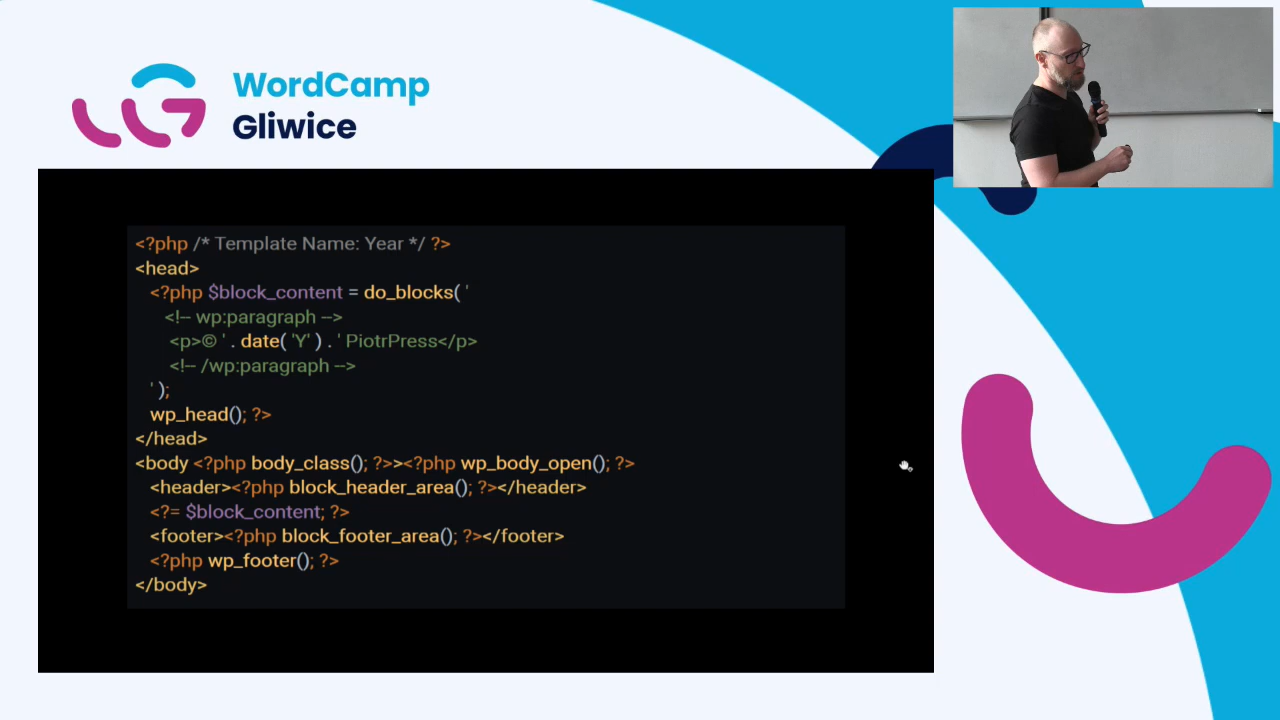 WordCamp
Gliwice
<?php /* Template Name: Year */ ?>
<head>
<?php $block_content = do_blocks( '
<!-- wp:paragraph -->
<p>© ' . date( 'Y' ) . ' PiotrPress</p>
<!-- /wp:paragraph -->
' );
wp_head(); ?>
</head>
<body <?php body_class(); ?>><?php wp_body_open(); ?>
<header><?php block_header_area(); ?></header>
<?= $block_content; ?>
<footer><?php block_footer_area(); ?></footer>
<?php wp_footer(); ?>
</body>